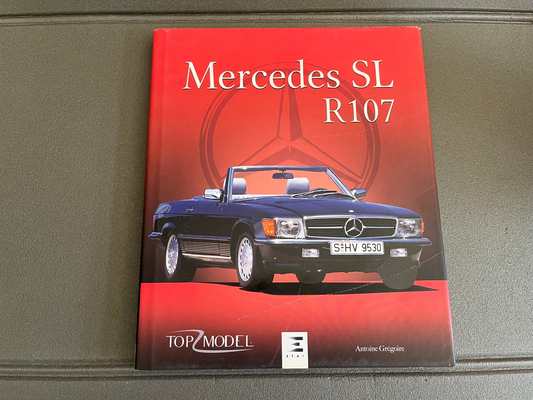 Mercedes SL
R107
S HV 9530
TOP MODEL
E.T.A.I
Antoine Grégoire